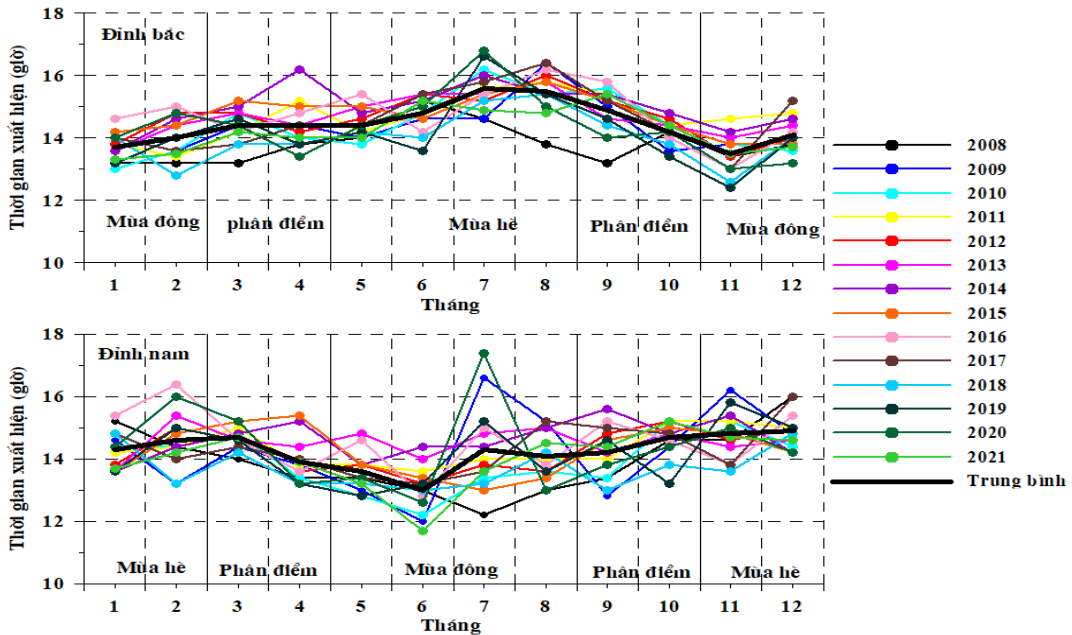 Thời gian xuất hiện (giờ)
18
16
14
12
10
Đỉnh bắc
Mùa đông phân điểm Mùa hè Phân điểm Mùa đông
1 2 3 4 5 6 7 8 9 10 11 12
Tháng
Thời gian xuất hiện (giờ)
18
16
14
12
10
Đỉnh nam
Mùa hè Phân điểm Mùa đông Phân điểm Mùa hè
1 2 3 4 5 6 7 8 9 10 11 12
Tháng
2008
2009
2010
2011
2012
2013
2014
2015
2016
2017
2018
2019
2020
2021
Trung bình